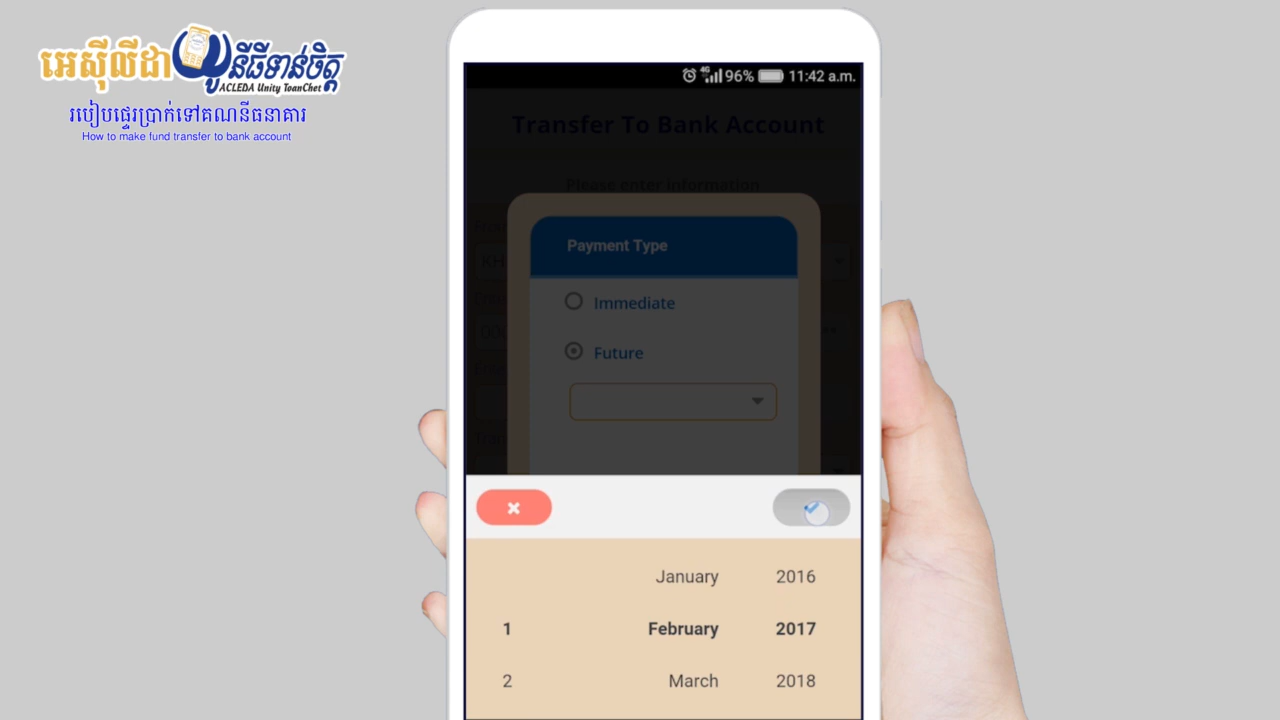 អេស៊ីលីដា យូនីធីទាន់ចិត្ត
ACLEDA Unity ToanChet
របៀបផ្ទេរប្រាក់ទៅគណនីធនាគារ
How to make fund transfer to bank account
4G 96% 11:42 a.m.
Transfer To Bank Account
Please enter information
Payment Type
KH
Immediate
Future
January 2016
1 February 2017
2 March 2018